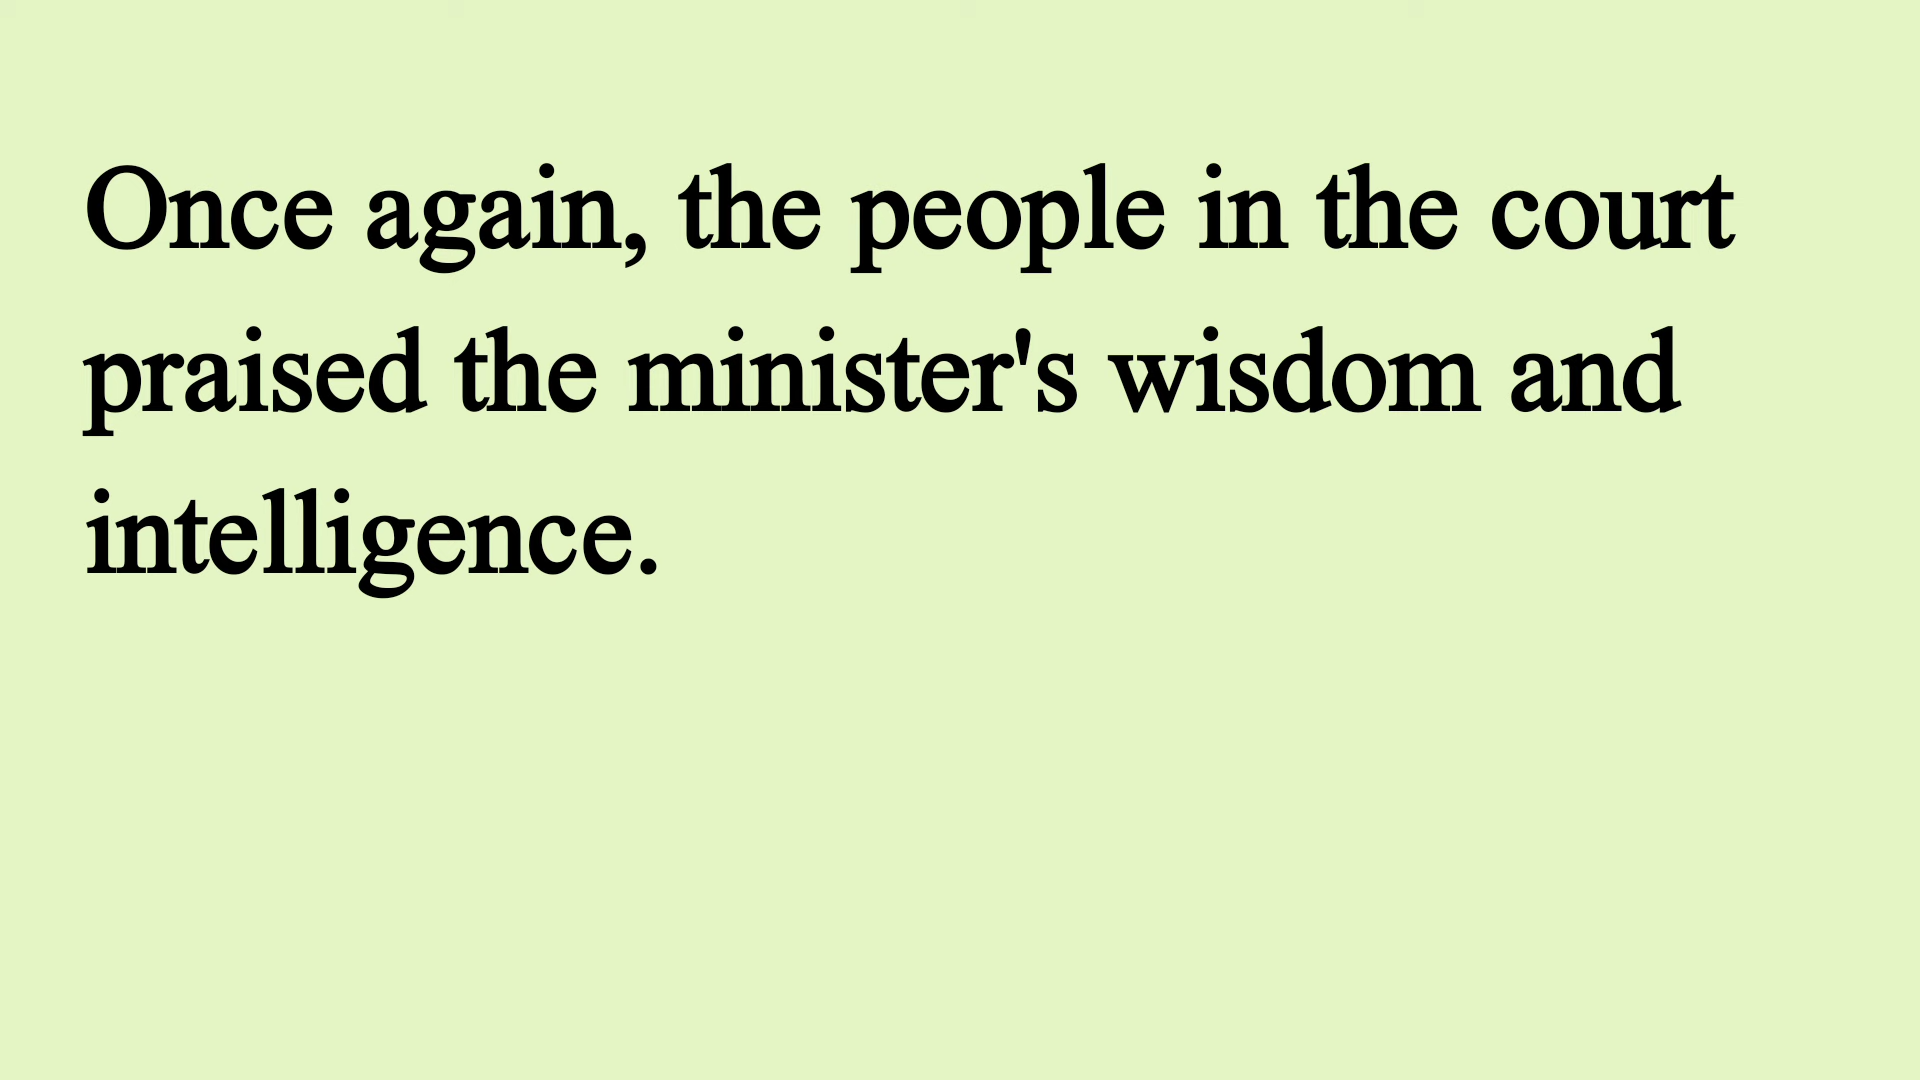 Once again, the people in the court
praised the minister's wisdom and
intelligence.